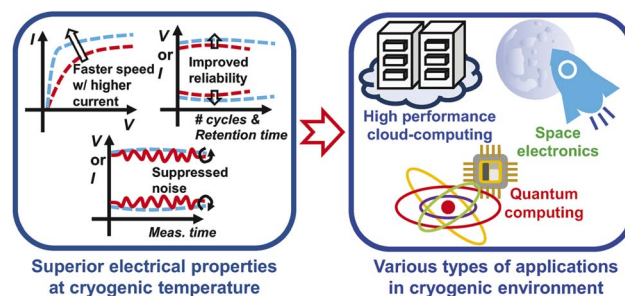 I
Faster speed
w/ higher
current
V
V
or
I
Improved
reliability
# cycles &
Retention time
V
or
I
Suppressed
noise
Meas. time
Superior electrical properties
at cryogenic temperature
High performance
cloud-computing
Space
electronics
Quantum
computing
Various types of applications
in cryogenic environment